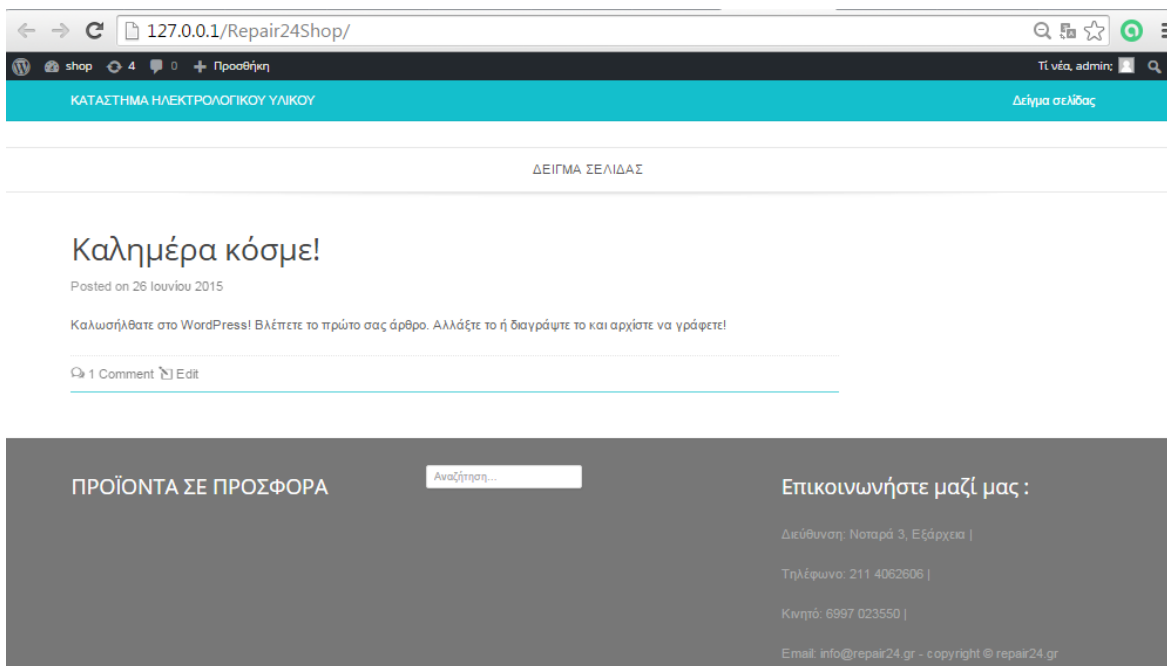 127.0.0.1/Repair24Shop/
shop 4 0 + Προσθήκη Τί νέα, admin;
ΚΑΤΑΣΤΗΜΑ ΗΛΕΚΤΡΟΛΟΓΙΚΟΥ ΥΛΙΚΟΥ Δείγμα σελίδας
ΔΕΙΓΜΑ ΣΕΛΙΔΑΣ
Καλημέρα κόσμε!
Posted on 26 Ιουνίου 2015
Καλωσήλθατε στο WordPress! Βλέπετε το πρώτο σας άρθρο. Αλλάξτε το ή διαγράψτε το και αρχίστε να γράφετε!
1 Comment Edit
ΠΡΟΪΟΝΤΑ ΣΕ ΠΡΟΣΦΟΡΑ
Αναζήτηση...
Επικοινωνήστε μαζί μας :
Διεύθυνση: Νοταρά 3, Εξάρχεια |
Τηλέφωνο: 211 4062606 |
Κινητό: 6997 023550 |
Email: info@repair24.gr - copyright © repair24.gr